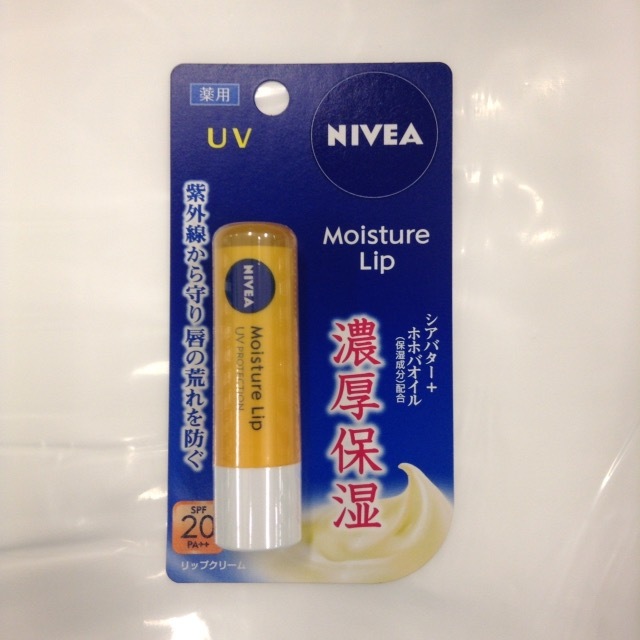 薬用
UV
NIVEA
Moisture
Lip
紫外線から守り唇の荒れを防ぐ
シアバター+
ホホバオイル
(保湿成分)配合
濃厚保湿
NIVEA
Moisture Lip
UV PROTECTION
SPF
20
PA++
リップクリーム